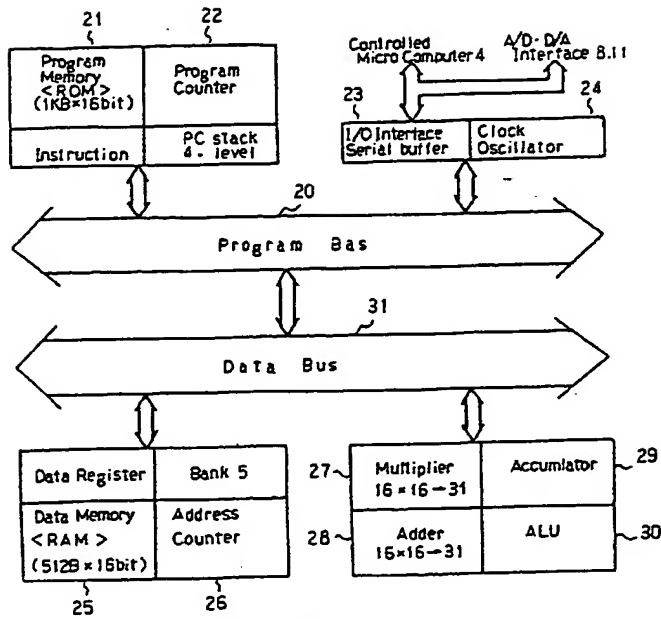 21
22
Program
Memory
<ROM>
(1KB×16bit)
Program
Counter
Instruction
PC stack
4-level
Controlled
Micro Computer 4
A/D-D/A
Interface 8.11
23
24
I/O Interface
Serial buffer
Clock
Oscillator
20
Program Bas
31
Data Bus
Data Register
Bank 5
Data Memory
<RAM>
(512B×16bit)
Address
Counter
25
26
27
Multiplier
16×16→31
Accumlator
29
28
Adder
16×16→31
ALU
30